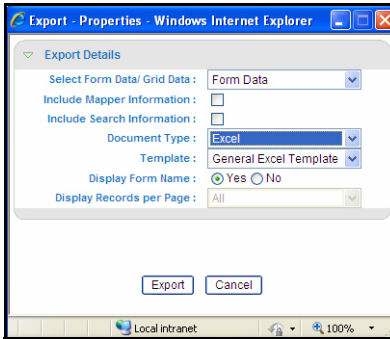 Export - Properties - Windows Internet Explorer
Export Details
Select Form Data/ Grid Data : Form Data
Include Mapper Information :
Include Search Information :
Document Type : Excel
Template : General Excel Template
Display Form Name : Yes No
Display Records per Page : All
Export Cancel
Local intranet 100%